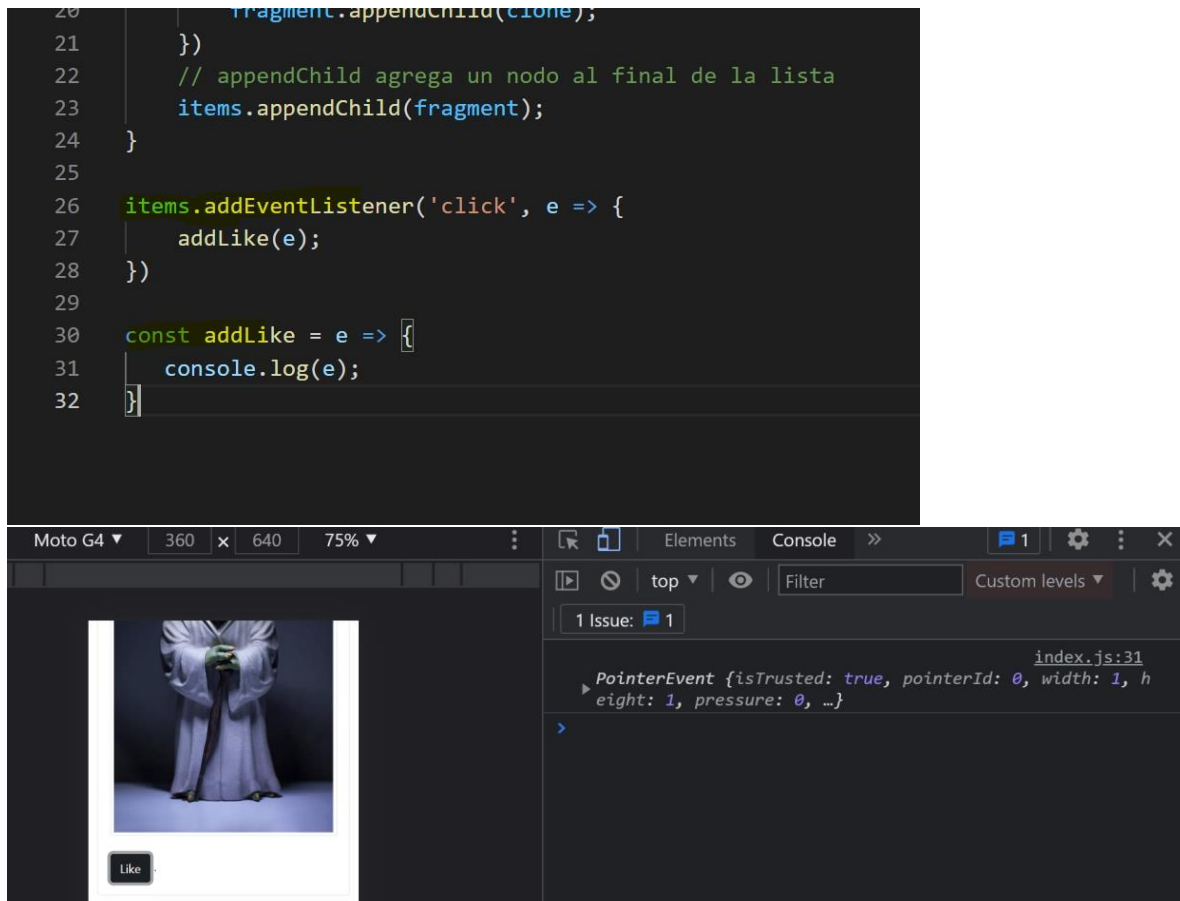 20 fragment.appendChild(clone);
21 })
22 // appendChild agrega un nodo al final de la lista
23 items.appendChild(fragment);
24 }
25
26 items.addEventListener('click', e => {
27 addLike(e);
28 })
29
30 const addLike = e => {
31 console.log(e);
32 }
Moto G4 ▼ 360 x 640 75% ▼
Elements Console » 1
top ▼ Filter Custom levels ▼
1 Issue: 1
index.js:31
PointerEvent {isTrusted: true, pointerId: 0, width: 1, h
eight: 1, pressure: 0, …}
>
Like